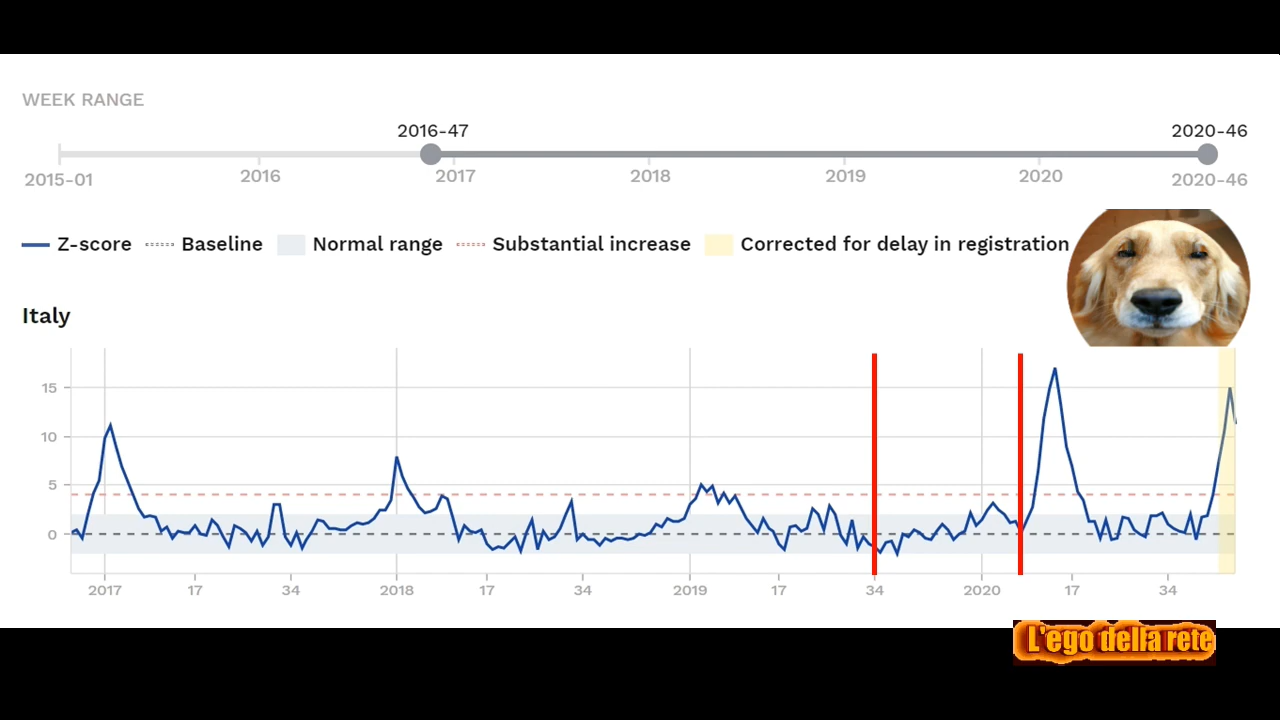 WEEK RANGE
2016-47 2020-46
2015-01 2016 2017 2018 2019 2020 2020-46
Z-score Baseline Normal range Substantial increase Corrected for delay in registration
Italy
15
10
5
0
2017 17 34 2018 17 34 2019 17 34 2020 17 34
L'ego della rete